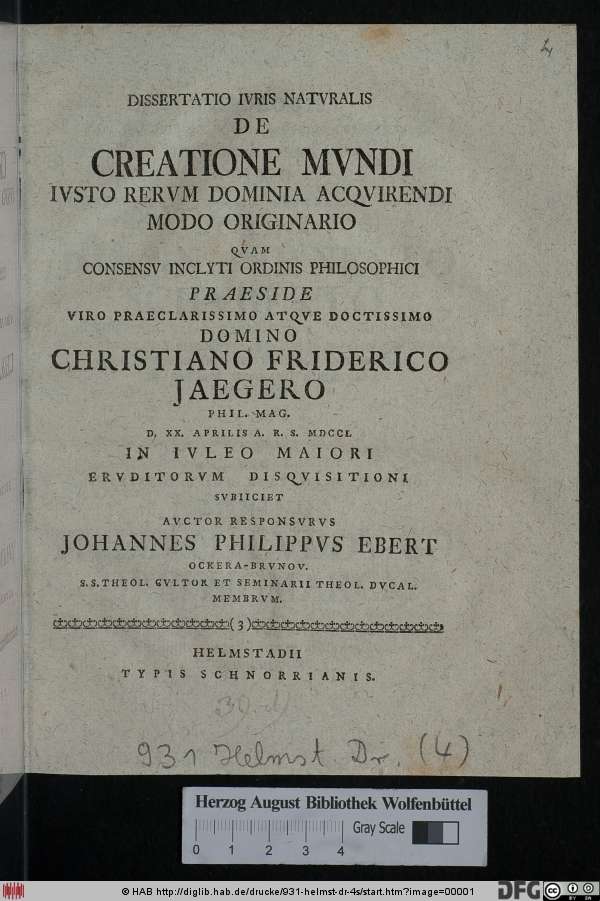 4
DISSERTATIO IVRIS NATVRALIS
DE
CREATIONE MVNDI
IVSTO RERVM DOMINIA ACQVIRENDI
MODO ORIGINARIO
QVAM
CONSENSV INCLYTI ORDINIS PHILOSOPHICI
PRAESIDE
VIRO PRAECLARISSIMO ATQVE DOCTISSIMO
DOMINO
CHRISTIANO FRIDERICO
JAEGERO
PHIL. MAG.
D. XX. APRILIS A. R. S. MDCCL
IN IVLEO MAIORI
ERVDITORVM DISQVISITIONI
SVBIICIET
AVCTOR RESPONSVRVS
JOHANNES PHILIPPVS EBERT
OCKERA-BRVNOV.
S.S. THEOL. CVLTOR ET SEMINARII THEOL. DVCAL.
MEMBRVM.
(3)
HELMSTADII
TYPIS SCHNORRIANIS.
931 Helmst Dr. (4)
Herzog August Bibliothek Wolfenbüttel
Gray Scale
0 1 2 3 4
© HAB http://diglib.hab.de/drucke/931-helmst-dr-4s/start.htm?image=00001
DFG
cc BY SA